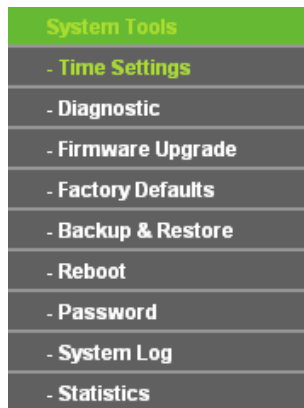 System Tools
- Time Settings
- Diagnostic
- Firmware Upgrade
- Factory Defaults
- Backup & Restore
- Reboot
- Password
- System Log
- Statistics